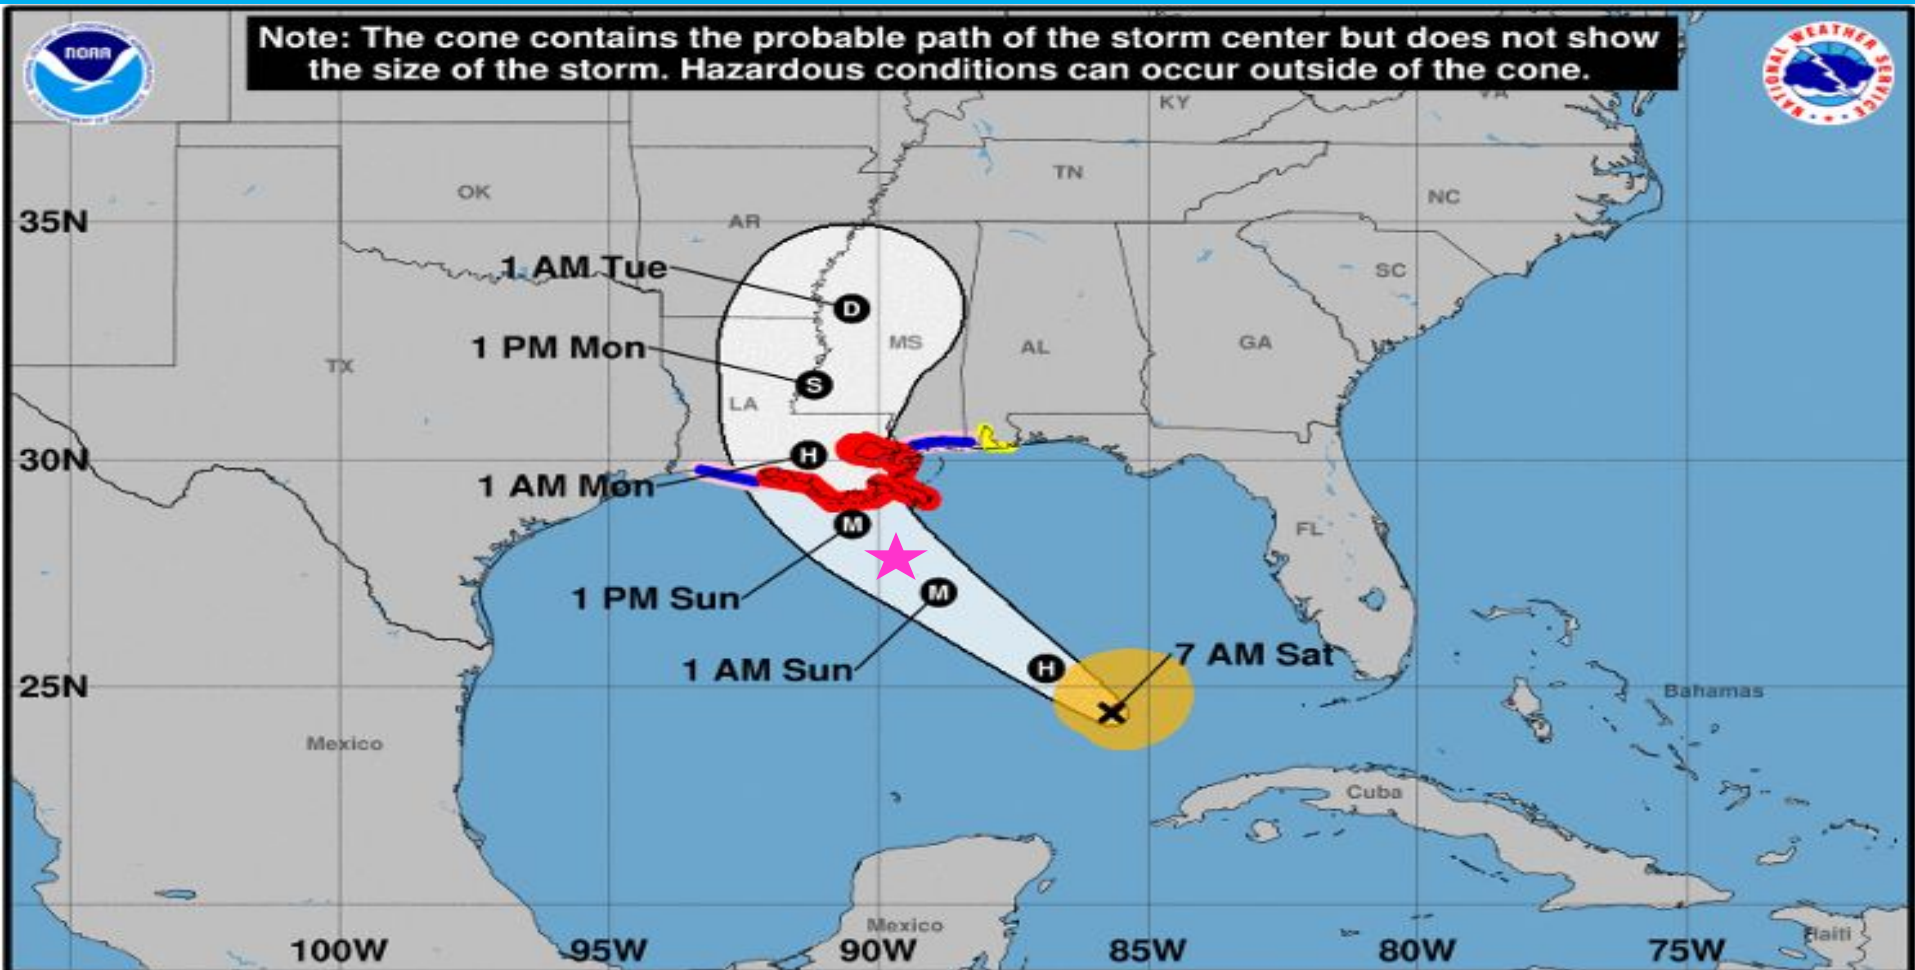 Note: The cone contains the probable path of the storm center but does not show
the size of the storm. Hazardous conditions can occur outside of the cone.
NOAA
NATIONAL WEATHER SERVICE
KY
VA
TN
OK
NC
35N
AR
1 AM Tue
SC
D
1 PM Mon
MS
AL
GA
TX
S
LA
30N
H
1 AM Mon
M
FL
1 PM Sun
M
7 AM Sat
1 AM Sun
H
25N
Bahamas
Mexico
Cuba
Mexico
Haiti
100W
95W
90W
85W
80W
75W